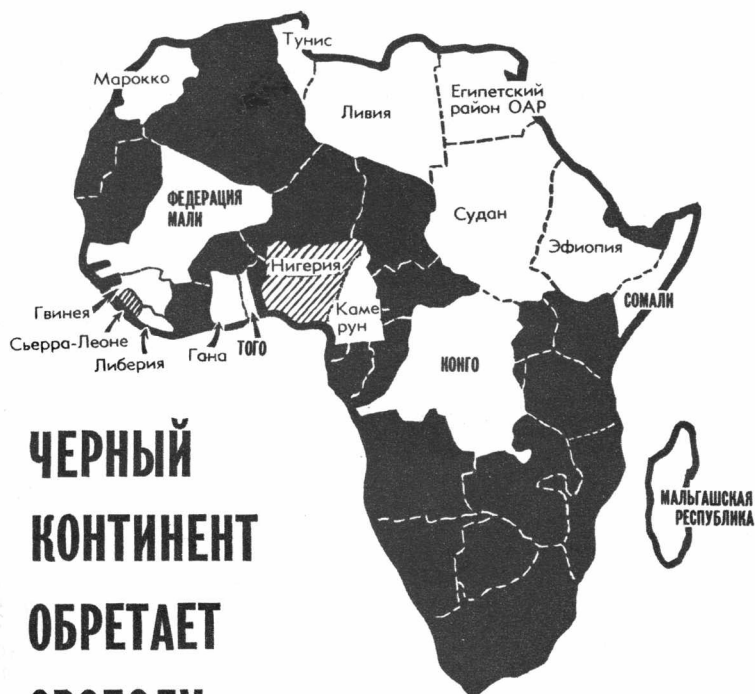 Тунис
Марокко
Ливия
Египетский
район ОАР
ФЕДЕРАЦИЯ
МАЛИ
Судан
Эфиопия
Нигерия
СОМАЛИ
Гвинея
Сьерра-Леоне
Либерия
Гана
ТОГО
Каме
рун
КОНГО
МАЛЬГАШСКАЯ
РЕСПУБЛИКА
ЧЕРНЫЙ
КОНТИНЕНТ
ОБРЕТАЕТ